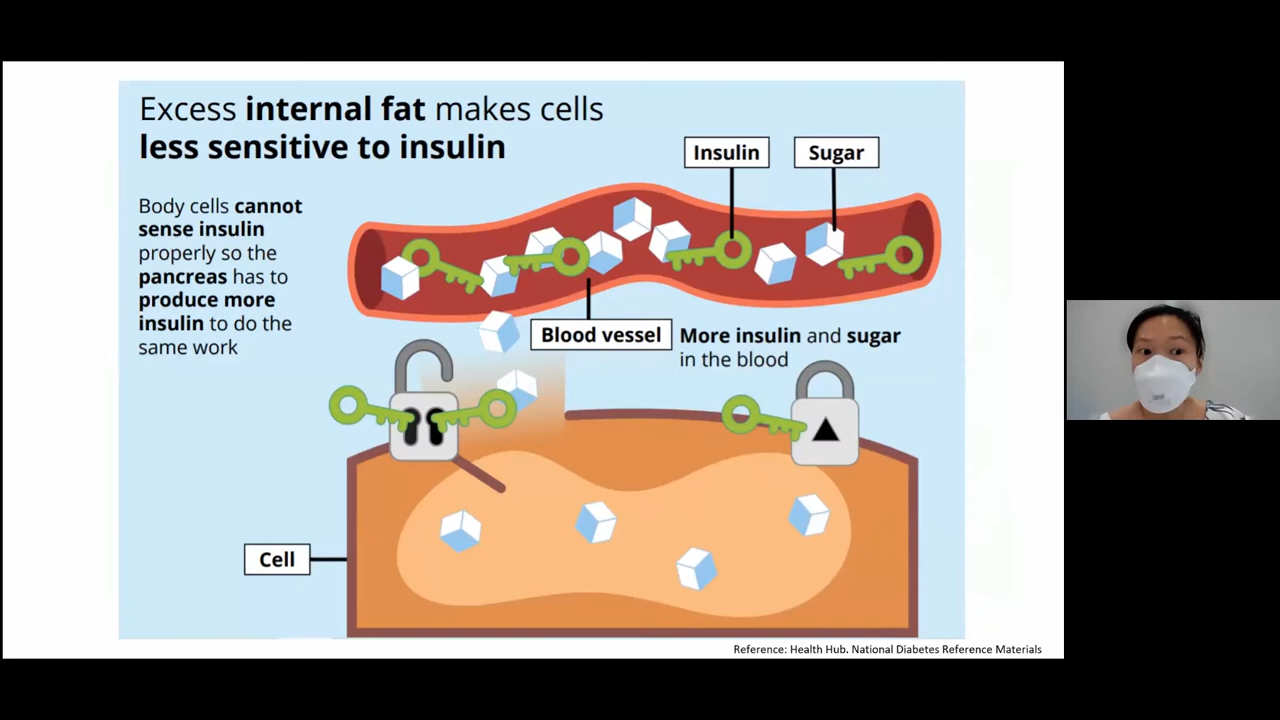 Excess internal fat makes cells
less sensitive to insulin
Insulin
Sugar
Body cells cannot
sense insulin
properly so the
pancreas has to
produce more
insulin to do the
same work
Blood vessel
More insulin and sugar
in the blood
Cell
Reference: Health Hub. National Diabetes Reference Materials